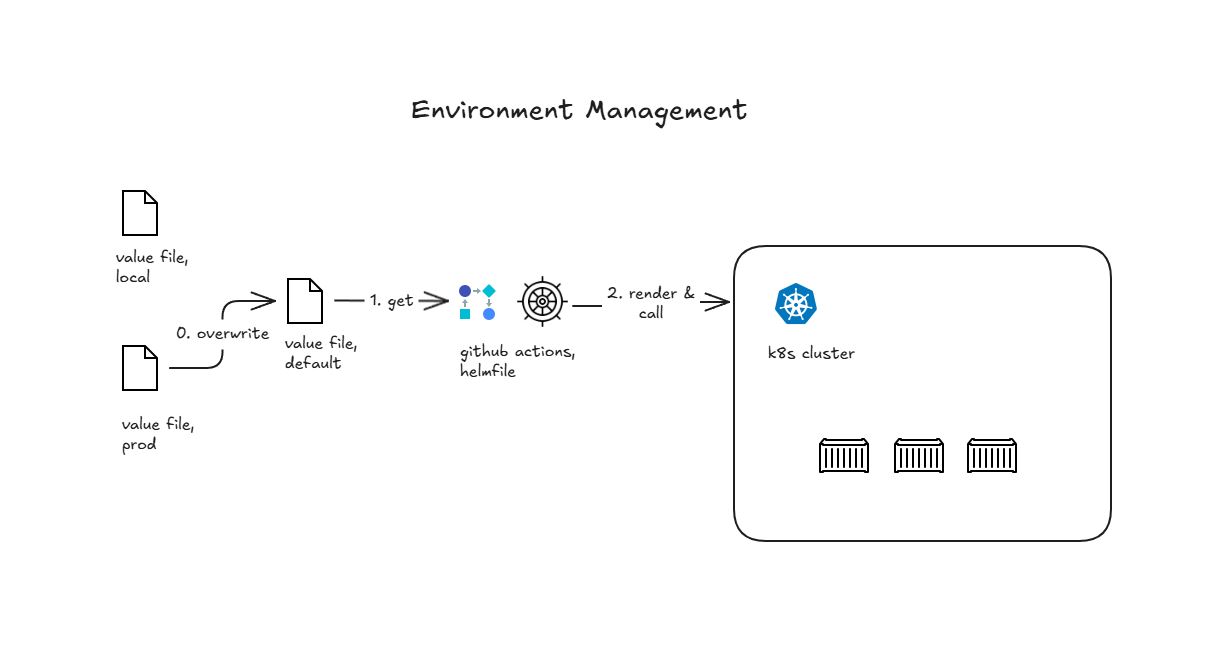 Environment Management
value file,
local
0. overwrite
value file,
prod
value file,
default
1. get
github actions,
helmfile
2. render &
call
k8s cluster